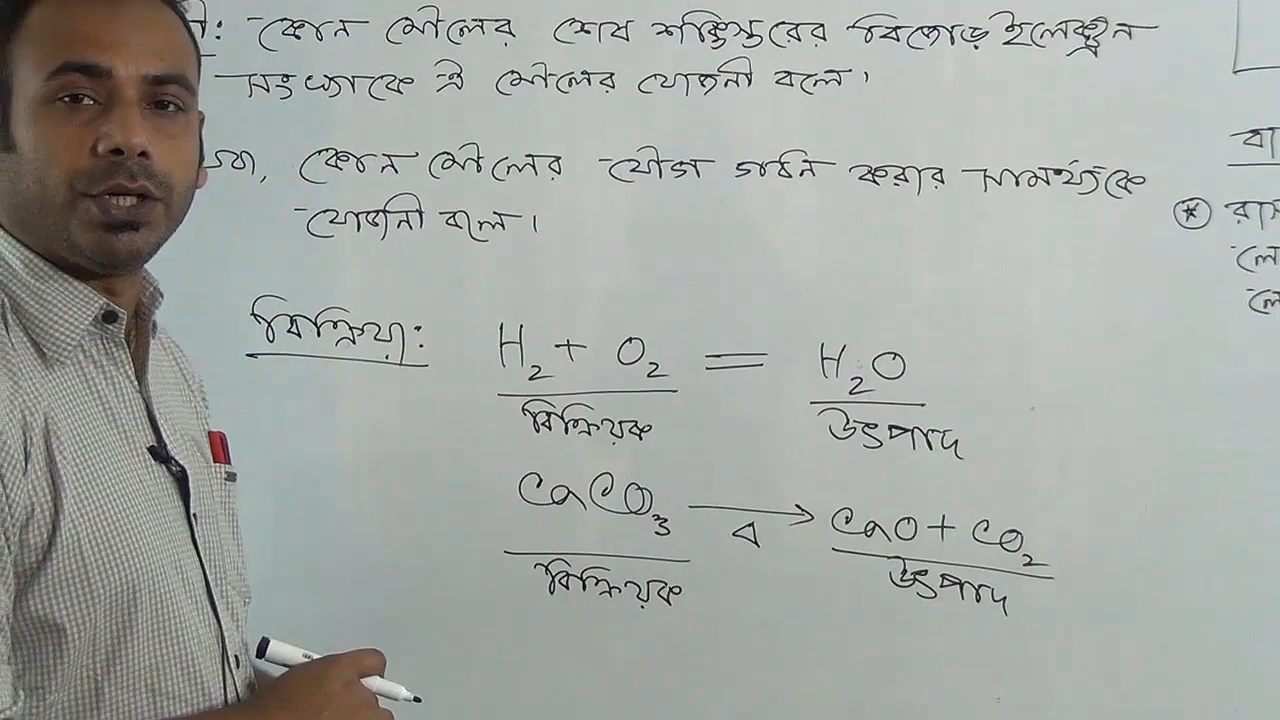 নী: কোন মৌলের শেষ শক্তিস্তরের বিজোড় ইলেকট্রন
সংখ্যাকে ঐ মৌলের যোজনী বলে।
বা, কোন মৌলের যৌগ গঠন করার সামর্থ্যকে
যোজনী বলে।
বিক্রিয়া: H₂ + O₂ = H₂O
বিক্রিয়ক উৎপাদ
CaCO₃ ⟶ CaO + CO₂
Δ
বিক্রিয়ক উৎপাদ
বা
* রাস
লে
লে